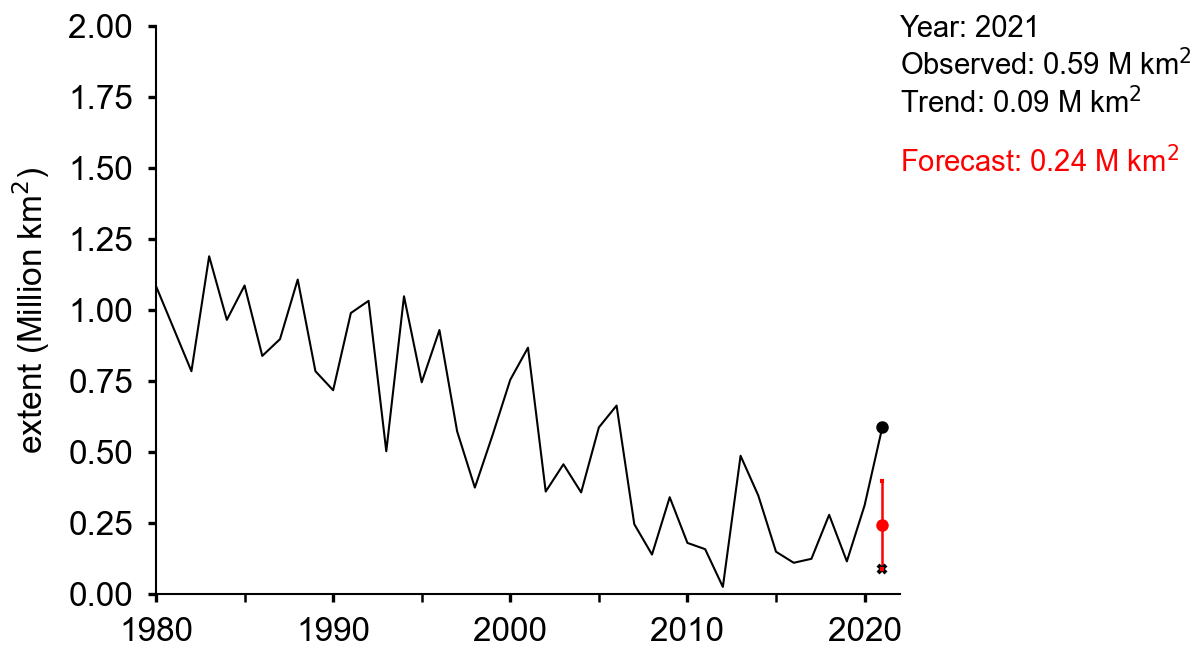 2.00
1.75
1.50
1.25
1.00
0.75
0.50
0.25
0.00
extent (Million km²)
1980 1990 2000 2010 2020
Year: 2021
Observed: 0.59 M km²
Trend: 0.09 M km²
Forecast: 0.24 M km²